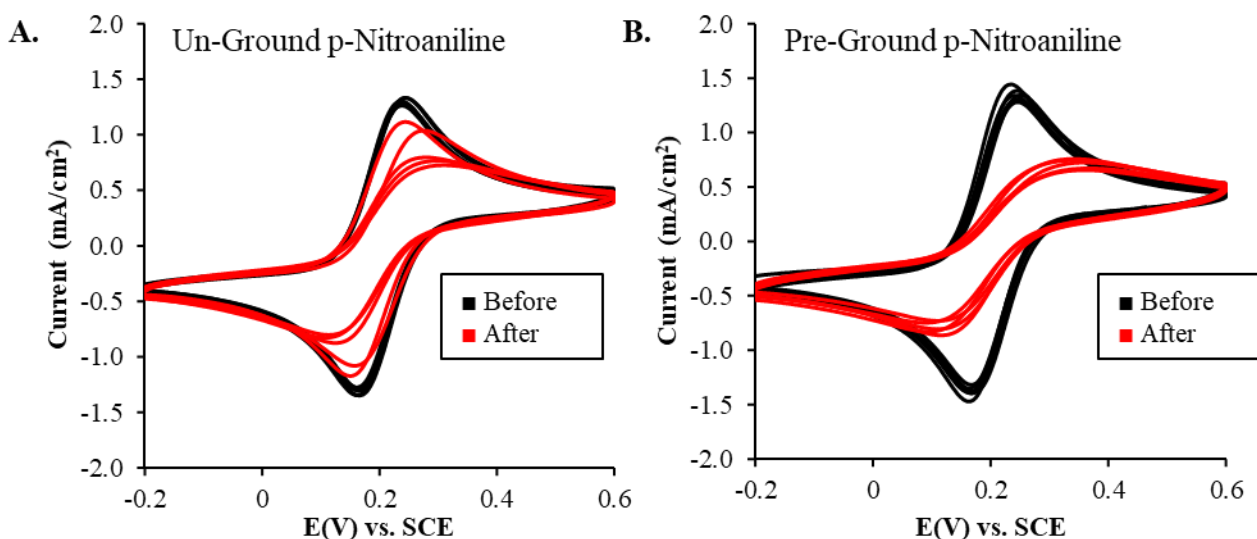 A.
Un-Ground p-Nitroaniline
2.0
1.5
1.0
0.5
0.0
-0.5
-1.0
-1.5
-2.0
Current (mA/cm²)
-0.2 0 0.2 0.4 0.6
E(V) vs. SCE
Before
After
B.
Pre-Ground p-Nitroaniline
2.0
1.5
1.0
0.5
0.0
-0.5
-1.0
-1.5
-2.0
Current (mA/cm²)
-0.2 0 0.2 0.4 0.6
E(V) vs. SCE
Before
After